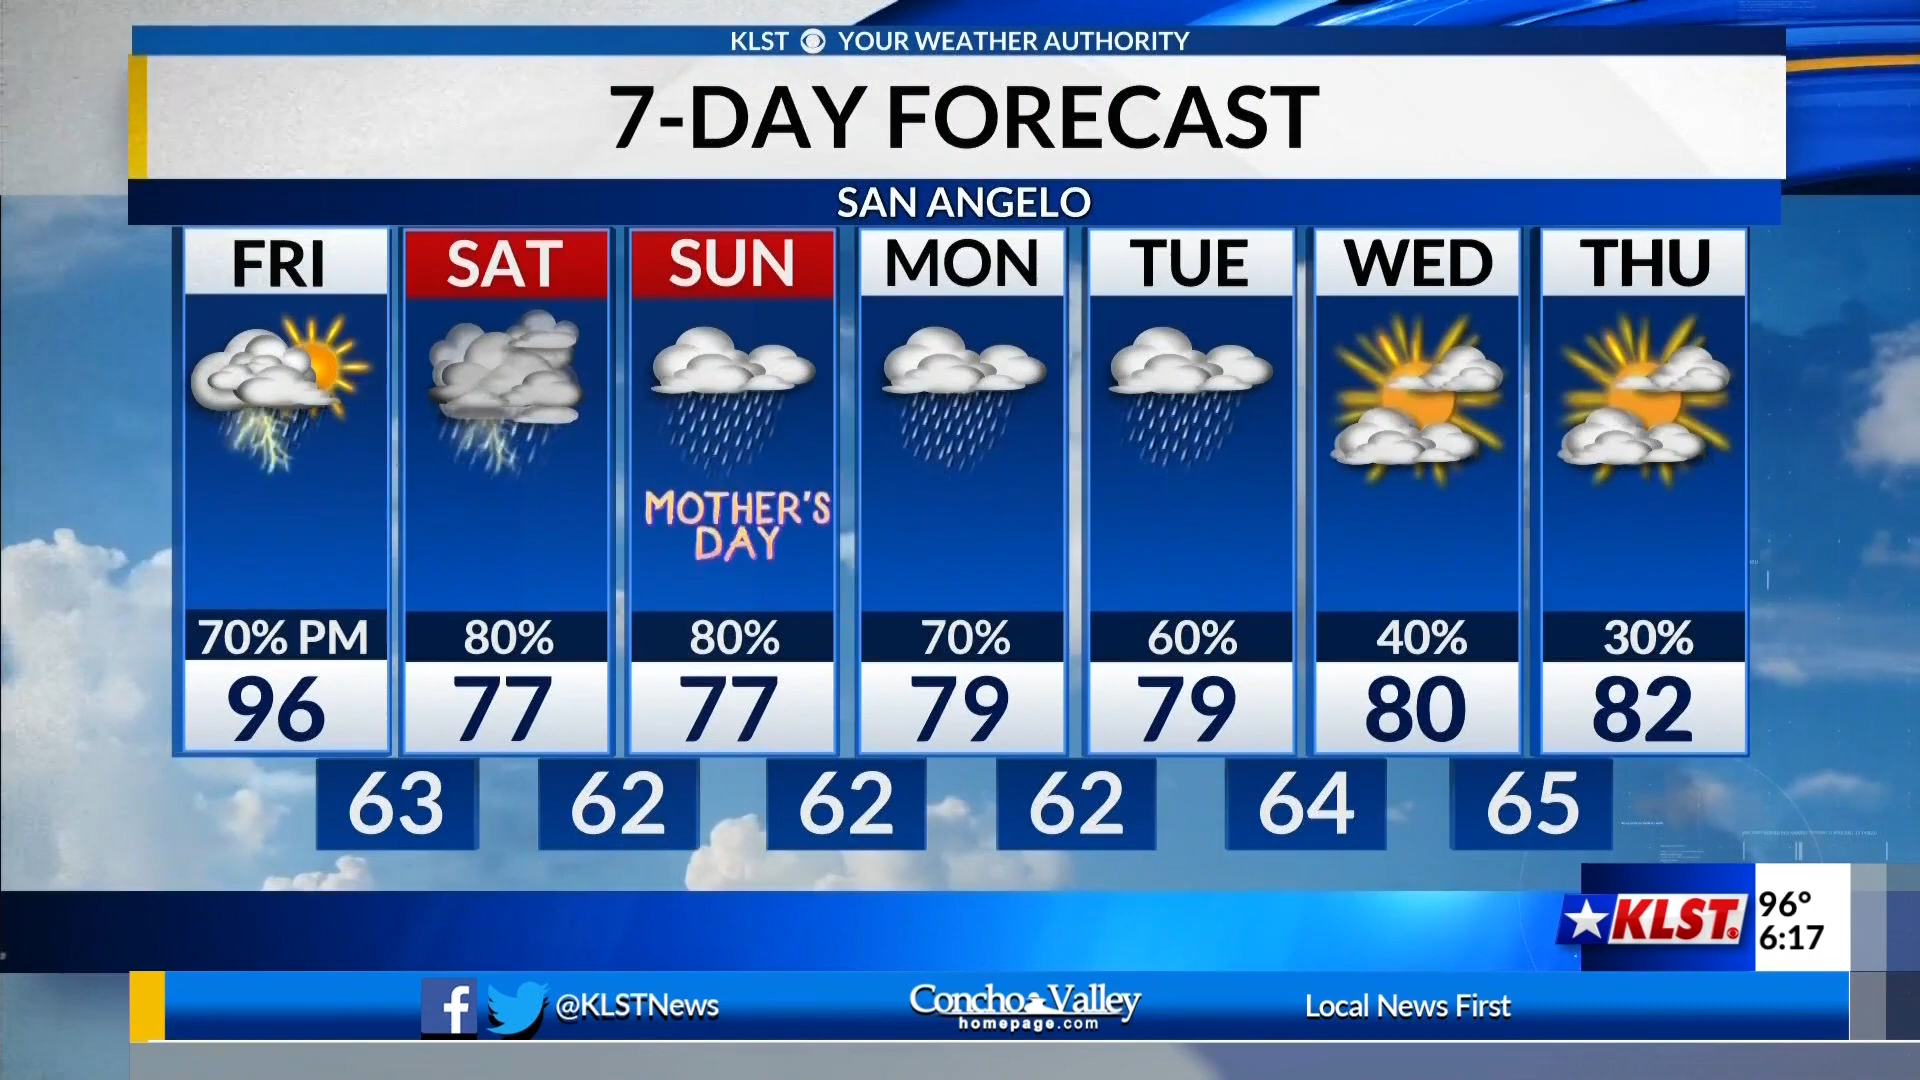 KLST YOUR WEATHER AUTHORITY
7-DAY FORECAST
SAN ANGELO
FRI SAT SUN MON TUE WED THU
MOTHER'S
DAY
70% PM 80% 80% 70% 60% 40% 30%
96 77 77 79 79 80 82
63 62 62 62 64 65
KLST
96°
6:17
@KLSTNews
Concho Valley
homepage.com
Local News First